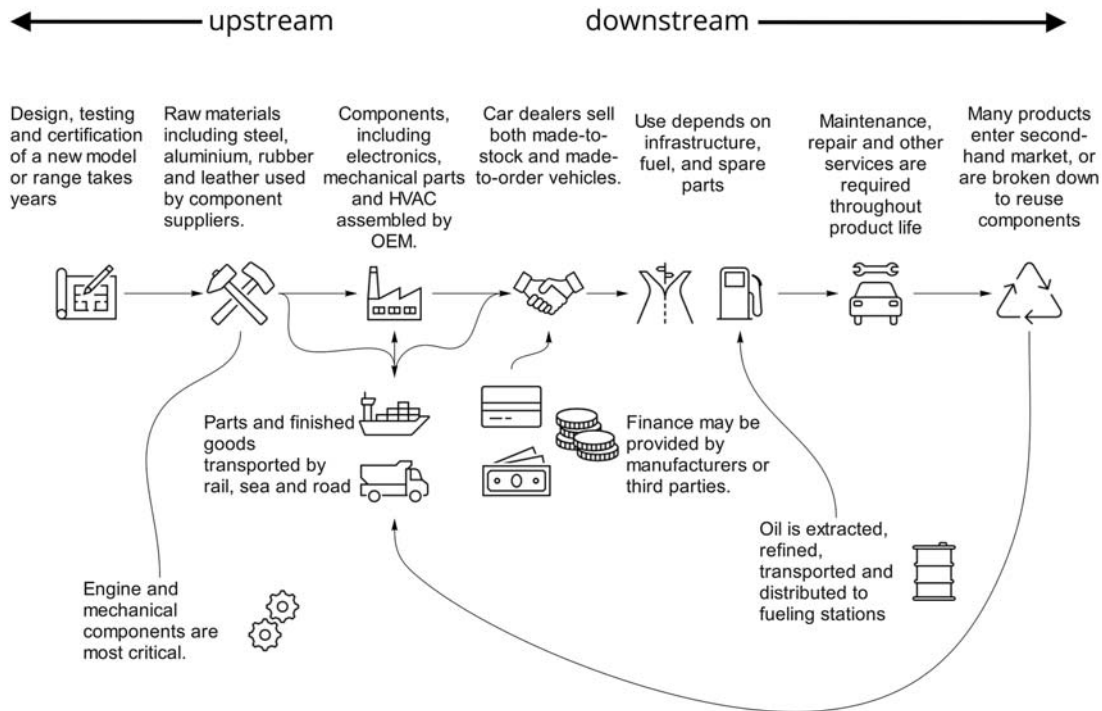 upstream
downstream
Design, testing
and certification
of a new model
or range takes
years
Raw materials
including steel,
aluminium, rubber
and leather used
by component
suppliers.
Components,
including
electronics,
mechanical parts
and HVAC
assembled by
OEM.
Car dealers sell
both made-to-
stock and made-
to-order vehicles.
Use depends on
infrastructure,
fuel, and spare
parts
Maintenance,
repair and other
services are
required
throughout
product life
Many products
enter second-
hand market, or
are broken down
to reuse
components
Parts and finished
goods
transported by
rail, sea and road
Finance may be
provided by
manufacturers or
third parties.
Oil is extracted,
refined,
transported and
distributed to
fueling stations
Engine and
mechanical
components are
most critical.